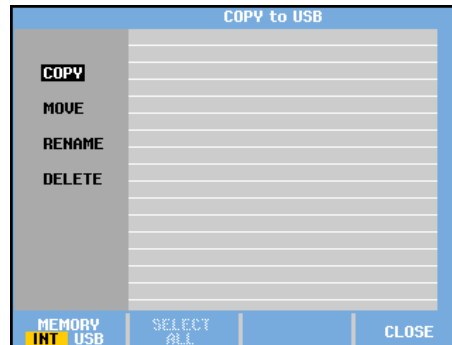 COPY to USB
COPY
MOVE
RENAME
DELETE
MEMORY
INT USB
SELECT
ALL
CLOSE